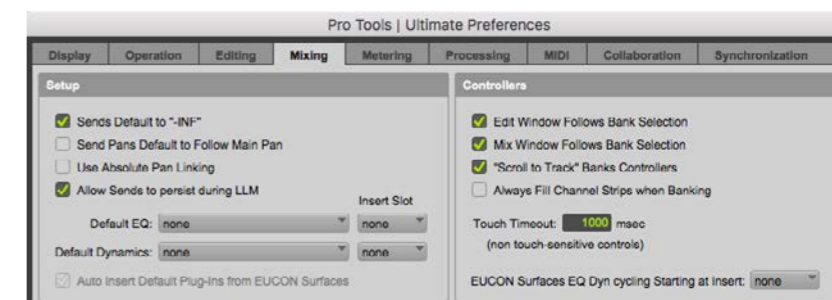 Pro Tools | Ultimate Preferences
Display Operation Editing Mixing Metering Processing MIDI Collaboration Synchronization
Setup
Sends Default to "-INF"
Send Pans Default to Follow Main Pan
Use Absolute Pan Linking
Allow Sends to persist during LLM
Insert Slot
Default EQ: none none
Default Dynamics: none none
Auto Insert Default Plug-Ins from EUCON Surfaces
Controllers
Edit Window Follows Bank Selection
Mix Window Follows Bank Selection
"Scroll to Track" Banks Controllers
Always Fill Channel Strips when Banking
Touch Timeout: 1000 msec
(non touch-sensitive controls)
EUCON Surfaces EQ Dyn cycling Starting at Insert: none